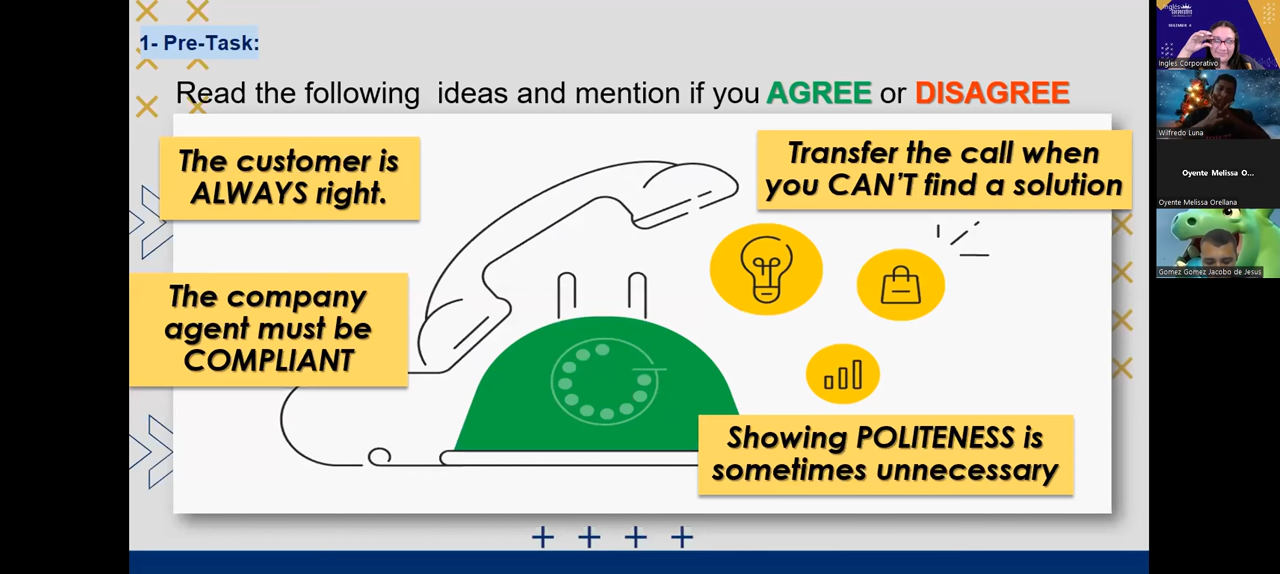 1- Pre-Task:
Read the following ideas and mention if you AGREE or DISAGREE
The customer is
ALWAYS right.
Transfer the call when
you CAN'T find a solution
The company
agent must be
COMPLIANT
Showing POLITENESS is
sometimes unnecessary
Inglés
corporativo
Ingles Corporativo
Wilfredo Luna
Oyente Melissa O...
Oyente Melissa Orellana
Gomez Gomez Jacobo de Jesus